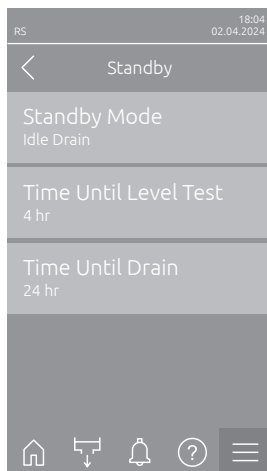 18:04
RS 02.04.2024
Standby
Standby Mode
Idle Drain
Time Until Level Test
4 hr
Time Until Drain
24 hr
?